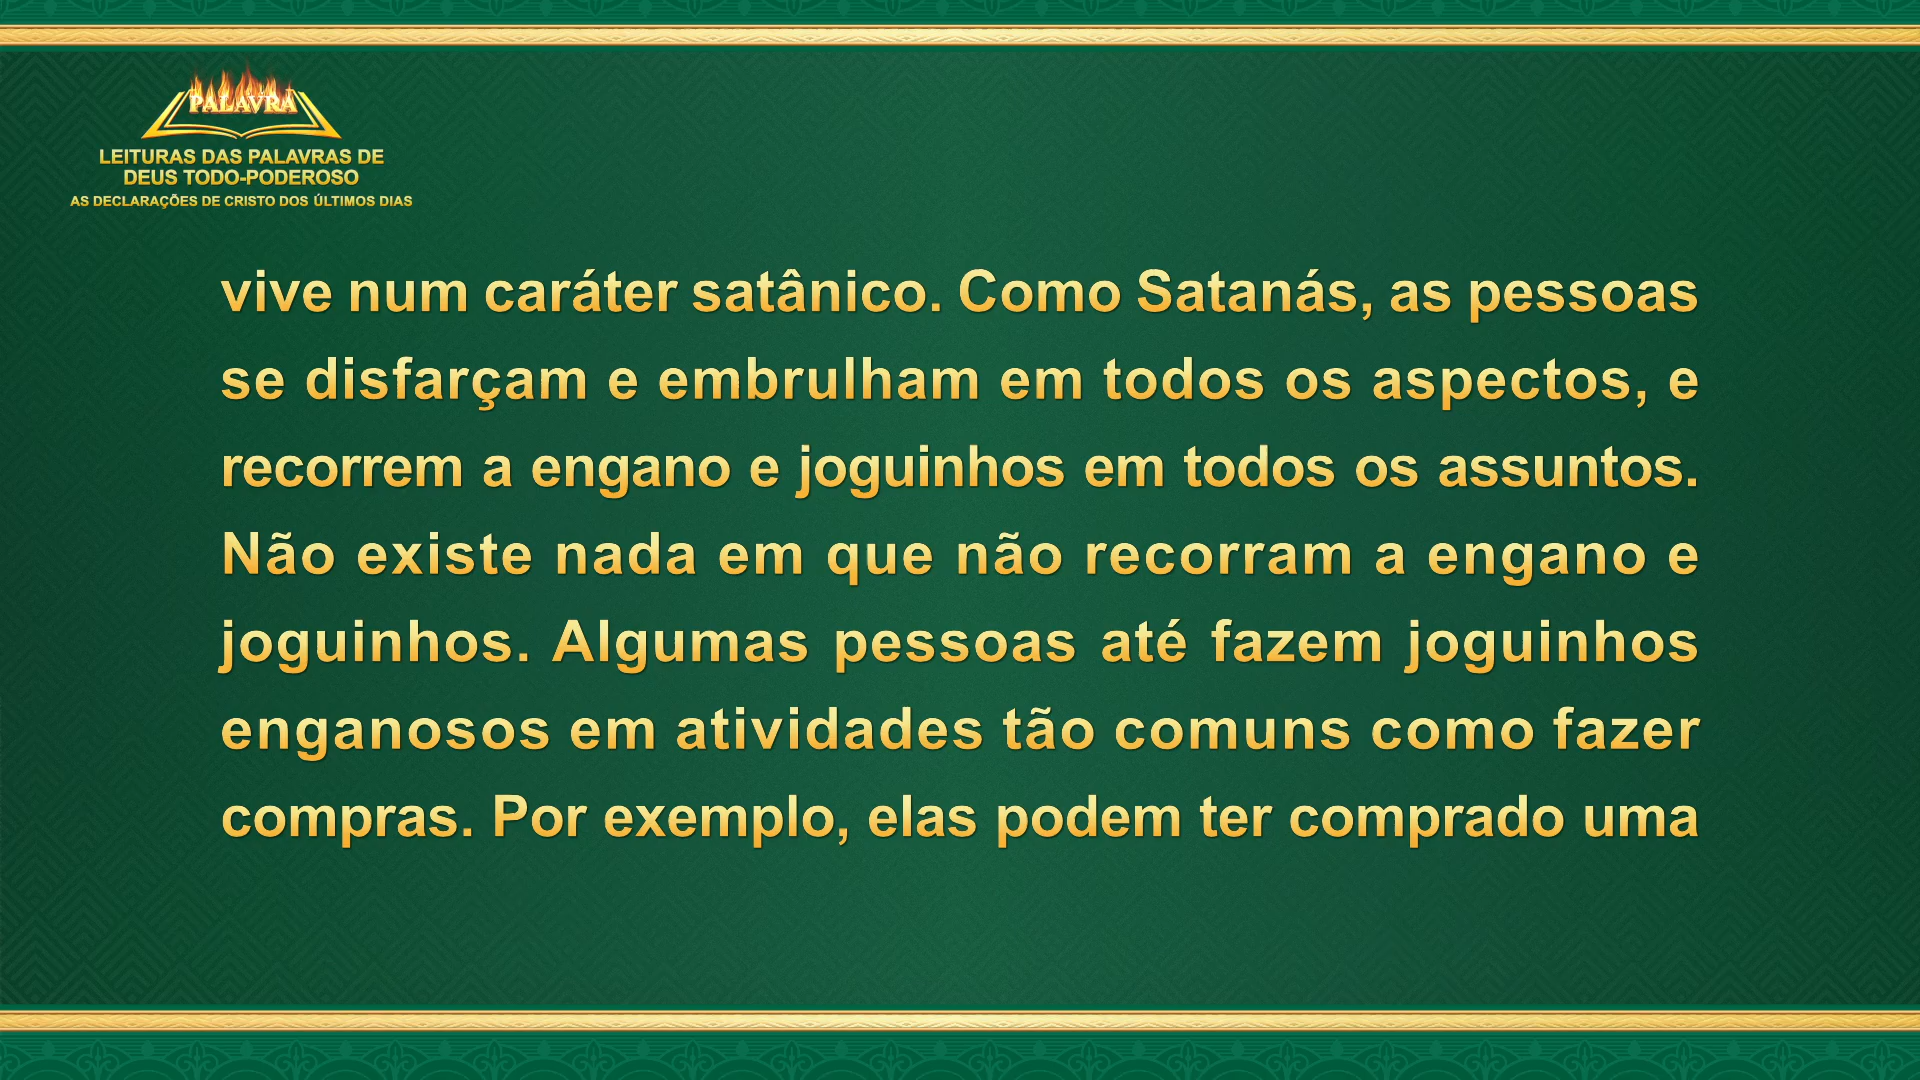 PALAVRA
LEITURAS DAS PALAVRAS DE
DEUS TODO-PODEROSO
AS DECLARAÇÕES DE CRISTO DOS ÚLTIMOS DIAS
vive num caráter satânico. Como Satanás, as pessoas
se disfarçam e embrulham em todos os aspectos, e
recorrem a engano e joguinhos em todos os assuntos.
Não existe nada em que não recorram a engano e
joguinhos. Algumas pessoas até fazem joguinhos
enganosos em atividades tão comuns como fazer
compras. Por exemplo, elas podem ter comprado uma